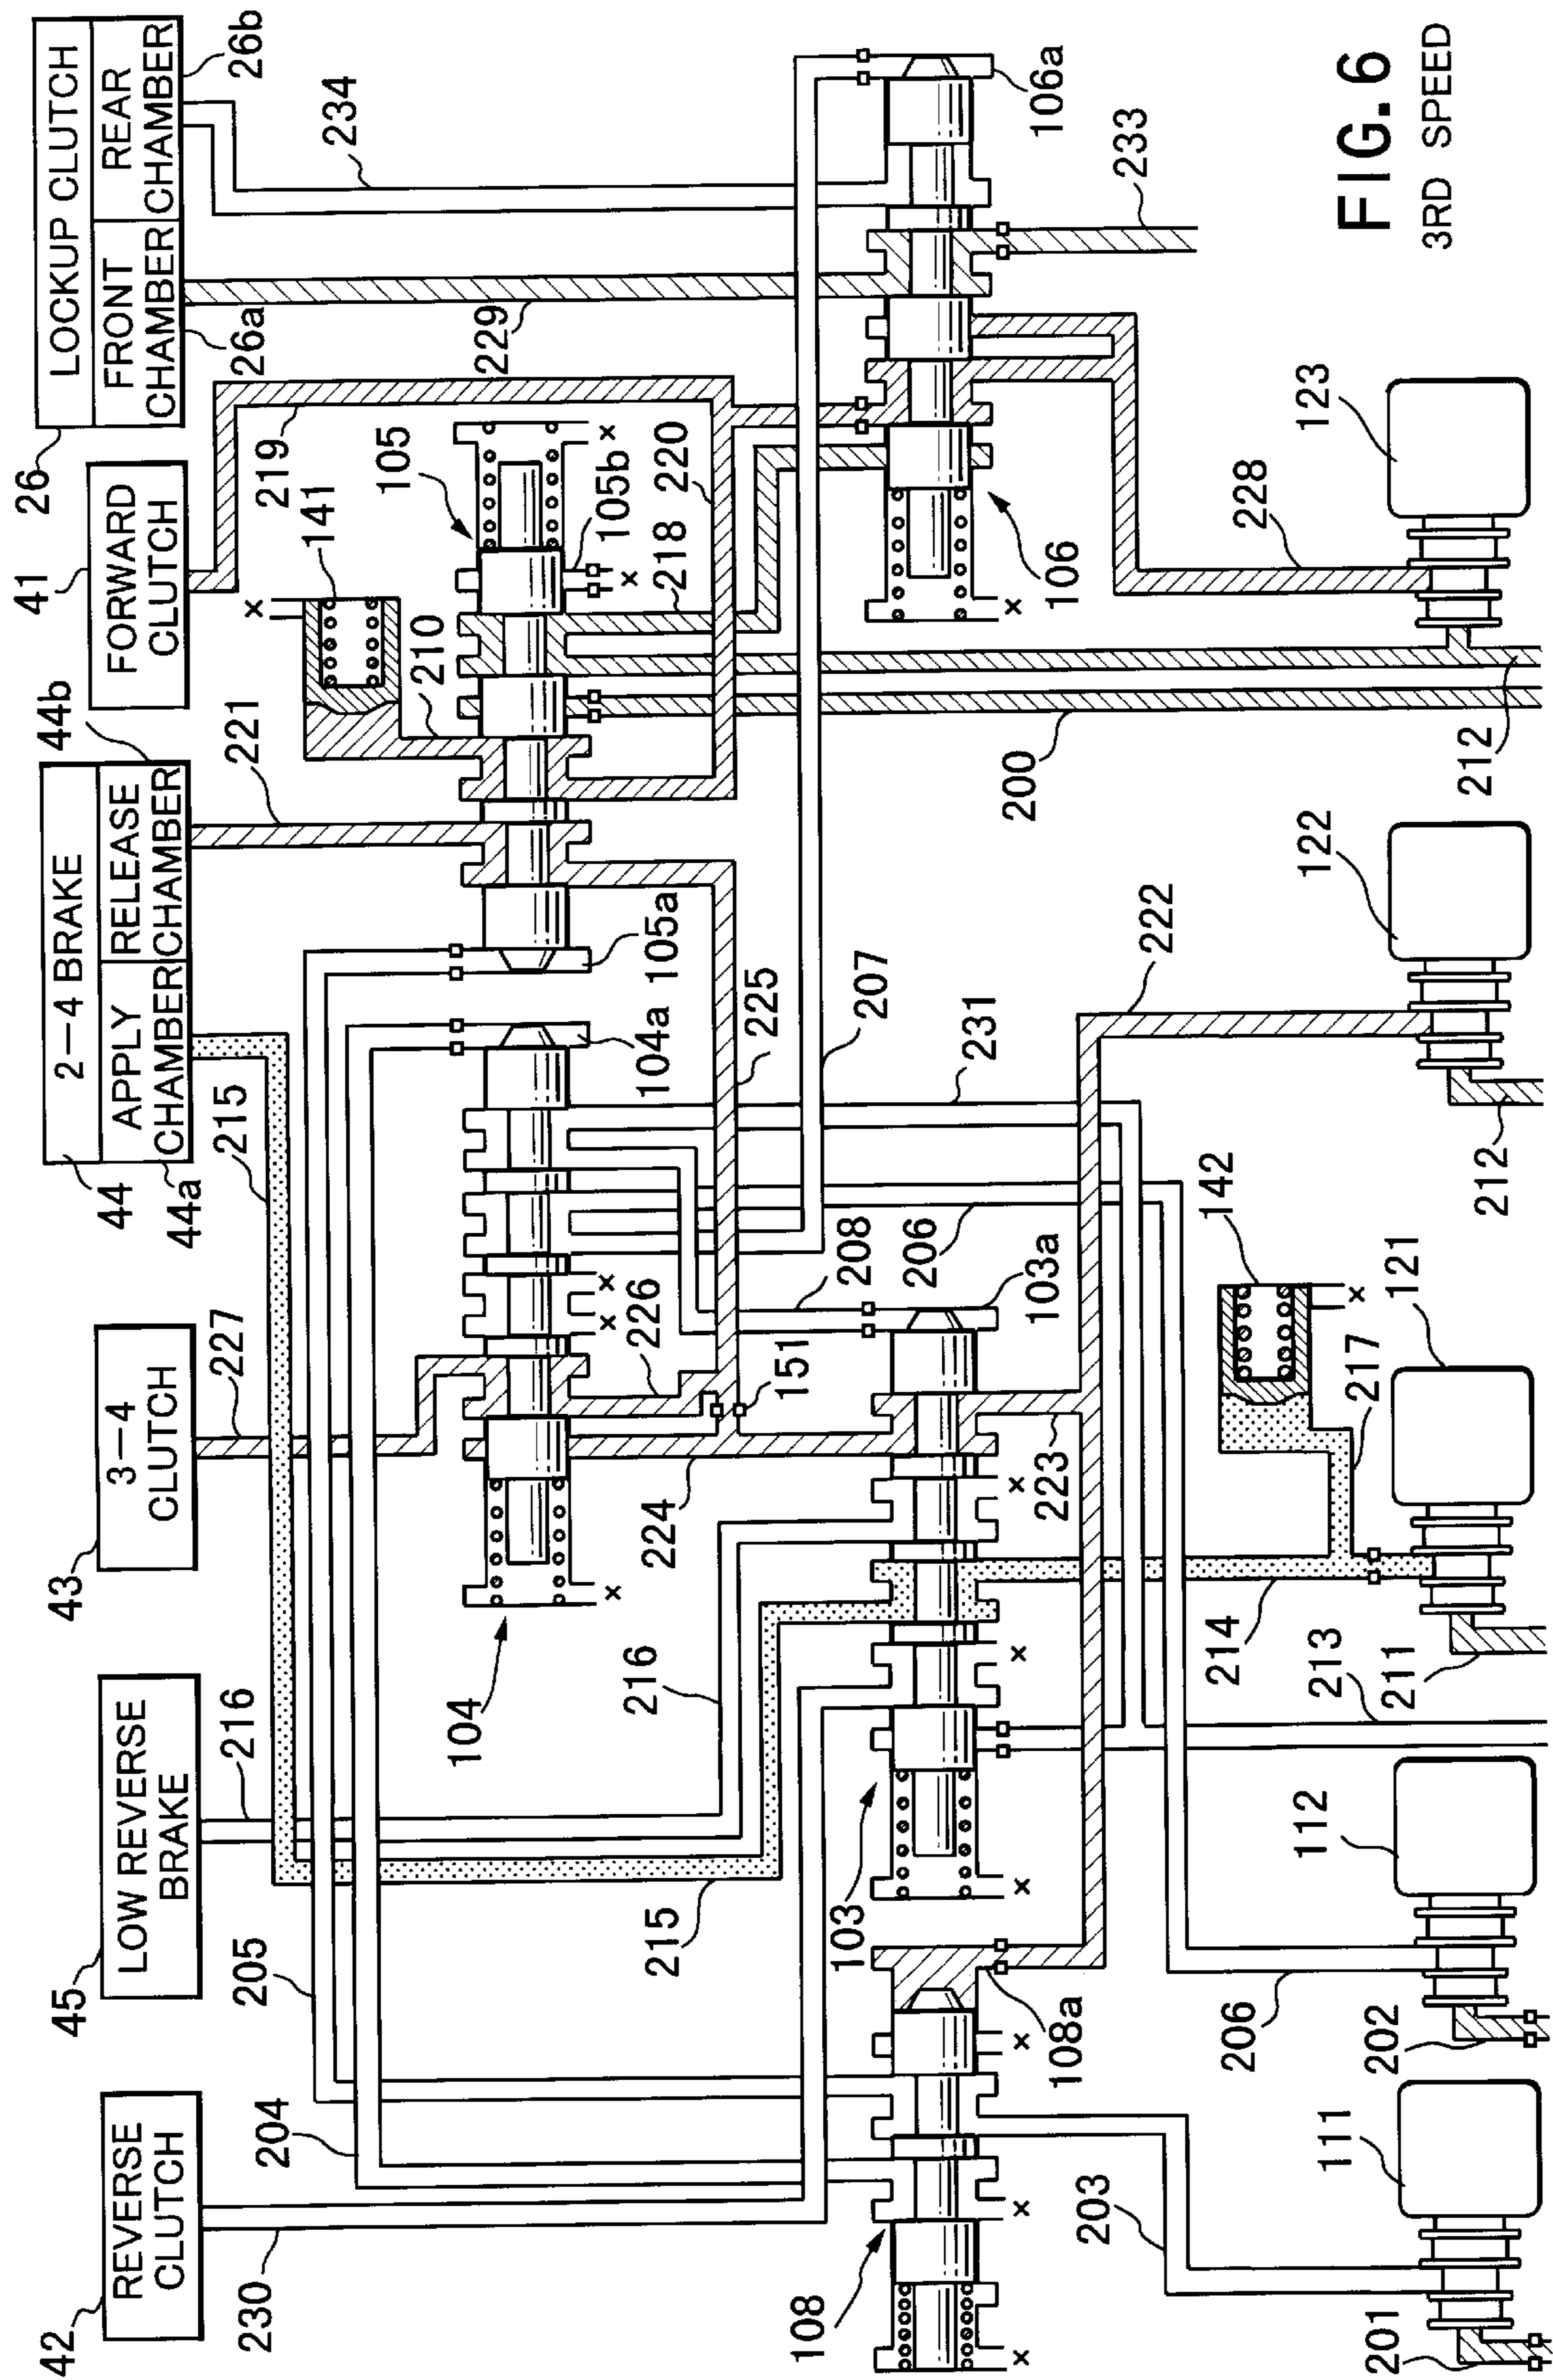 FIG. 6
3RD SPEED
42
REVERSE
CLUTCH
230
204
45
LOW REVERSE
BRAKE
205
216
43
3–4
CLUTCH
227
44
2–4 BRAKE
APPLY
CHAMBER
RELEASE
CHAMBER
44a
44b
215
221
41
FORWARD
CLUTCH
219
141
26
LOCKUP CLUTCH
FRONT
CHAMBER
REAR
CHAMBER
26a
26b
229
234
210
105
105b
x
x
x
218
220
105a
104a
104
x
x
x
226
225
207
231
208
206
103a
151
224
223
x
216
215
x
103
x
108
x
x
x
108a
106a
233
106
x
228
200
212
222
142
x
217
214
213
211
206
202
203
201
111
112
121
122
212
123